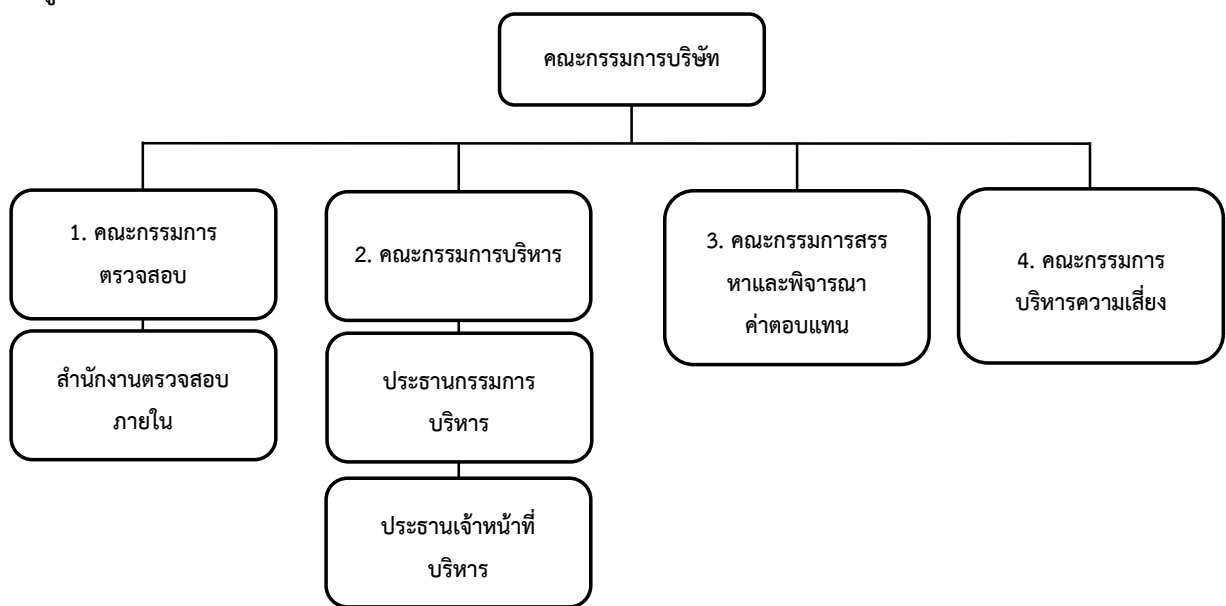 คณะกรรมการบริษัท
1. คณะกรรมการ
ตรวจสอบ
2. คณะกรรมการบริหาร
3. คณะกรรมการสรร
หาและพิจารณา
ค่าตอบแทน
4. คณะกรรมการ
บริหารความเสี่ยง
สำนักงานตรวจสอบ
ภายใน
ประธานกรรมการ
บริหาร
ประธานเจ้าหน้าที่
บริหาร